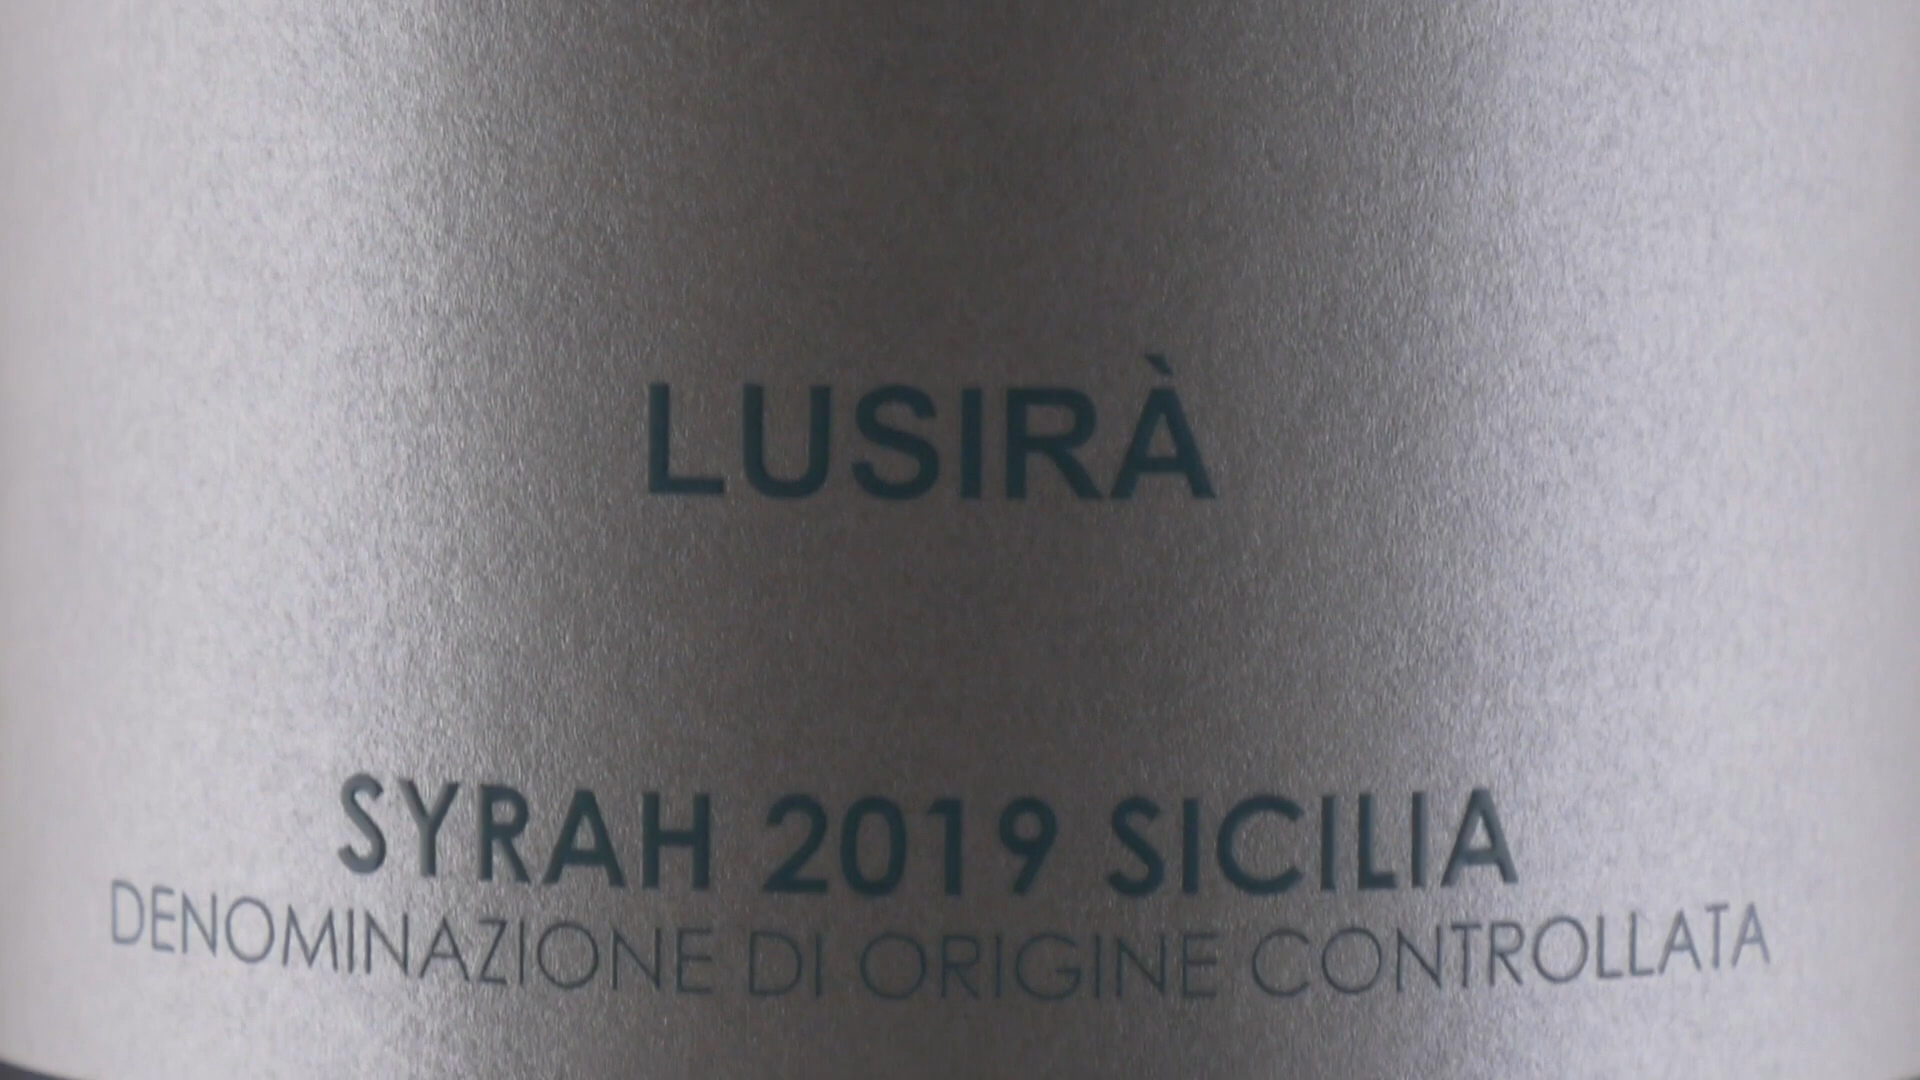 LUSIRÀ
SYRAH 2019 SICILIA
DENOMINAZIONE DI ORIGINE CONTROLLATA